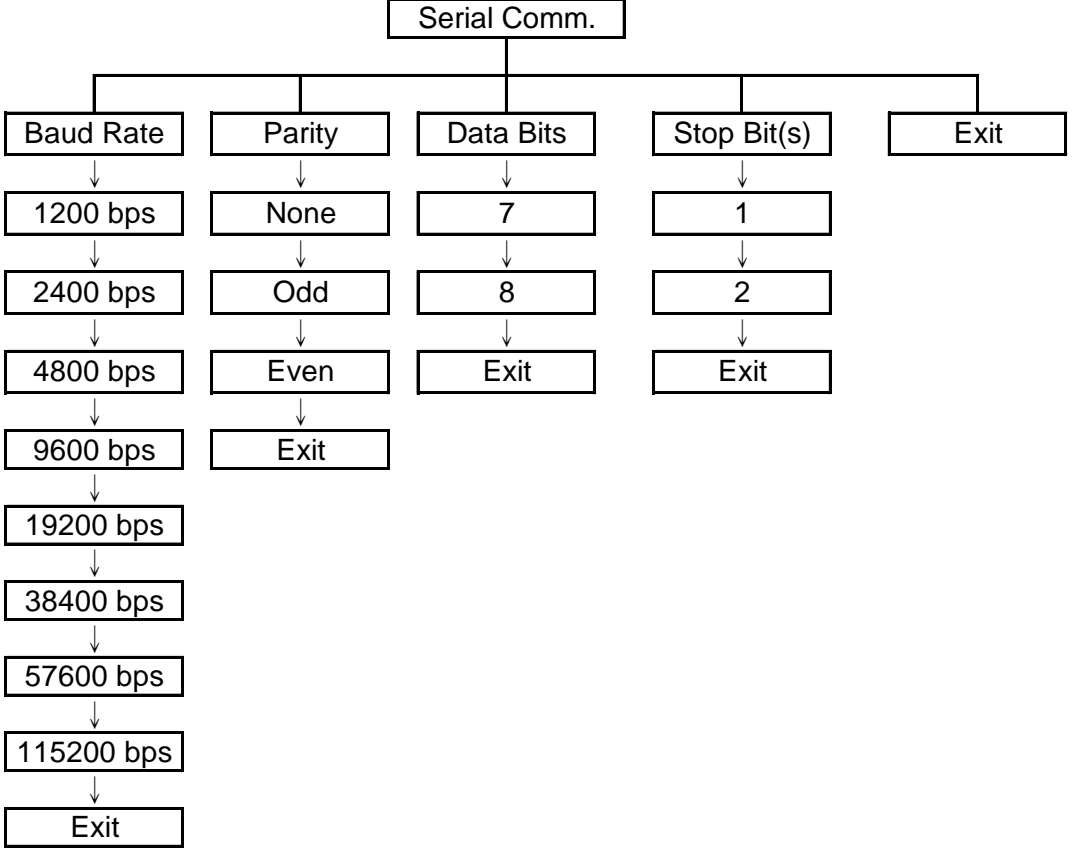 Serial Comm.
Baud Rate
Parity
Data Bits
Stop Bit(s)
Exit
1200 bps
None
7
1
2400 bps
Odd
8
2
4800 bps
Even
Exit
Exit
9600 bps
Exit
19200 bps
38400 bps
57600 bps
115200 bps
Exit